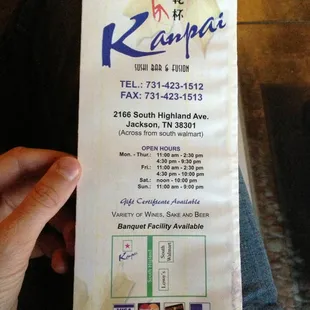 乾杯
Kanpai
SUSHI BAR & FUSION
TEL.: 731-423-1512
FAX: 731-423-1513
2166 South Highland Ave.
Jackson, TN 38301
(Across from south walmart)
OPEN HOURS
Mon. - Thur.: 11:00 am - 2:30 pm
4:30 pm - 9:30 pm
Fri.: 11:00 am - 2:30 pm
4:30 pm - 10:00 pm
Sat.: noon - 10:00 pm
Sun.: 11:00 am - 9:00 pm
Gift Certificate Available
VARIETY OF WINES, SAKE AND BEER
Banquet Facility Available
Kanpai
South Highland
Lowe's
South Walmart
VISA